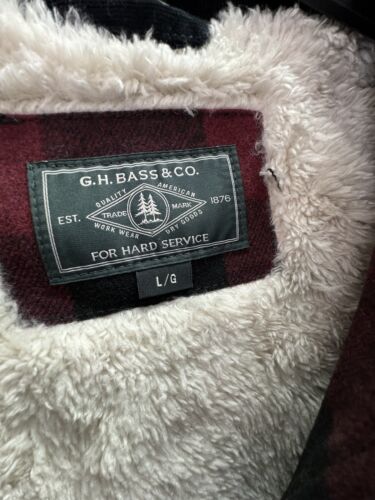 G.H. BASS & CO.
QUALITY AMERICAN
EST. TRADE MARK 1876
WORK WEAR DRY GOODS
FOR HARD SERVICE
L/G